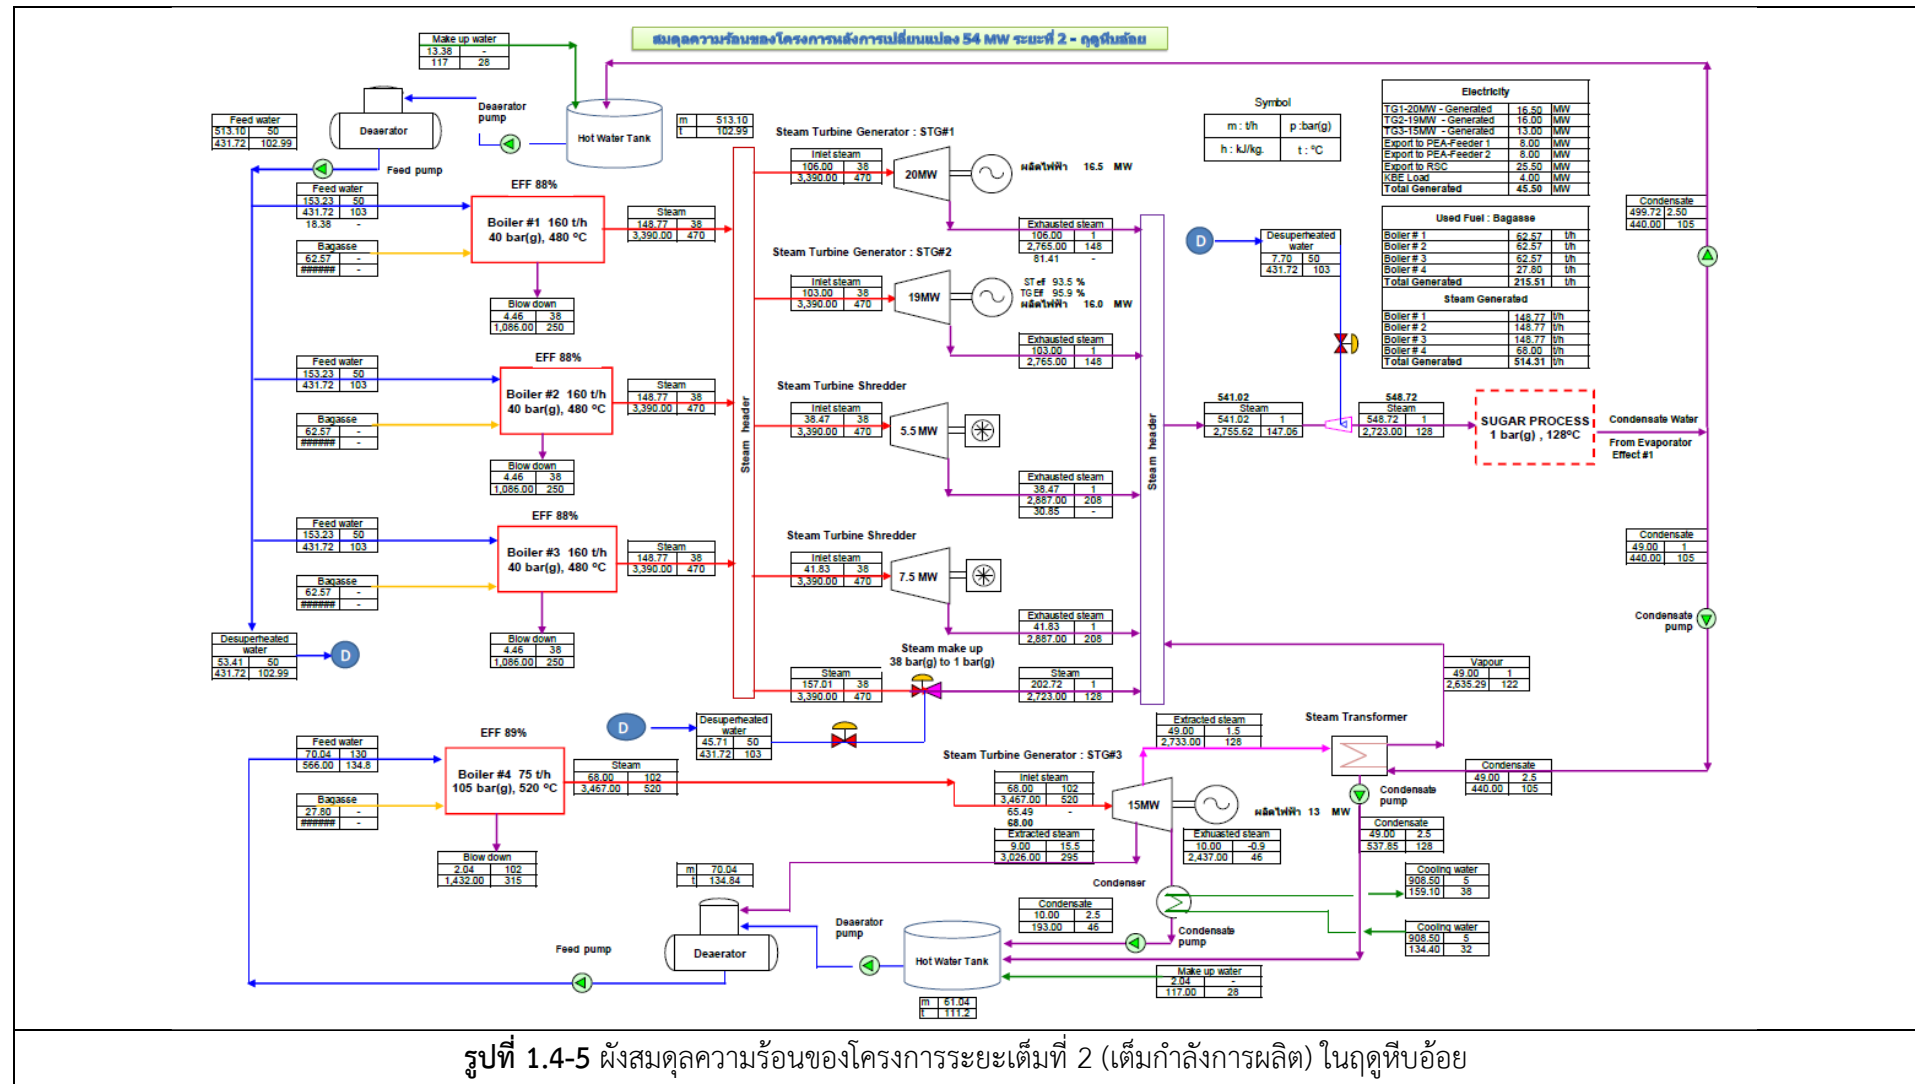 สมดุลความร้อนของโครงการหลังการเปลี่ยนแปลง 54 MW ระยะที่ 2 - ฤดูหีบอ้อย
Make up water
13.38 -
117 28
Feed water
513.10 50
431.72 102.99
Deaerator
Deaerator
pump
Hot Water Tank
m 513.10
t 102.99
Feed pump
Symbol
m : t/h p :bar(g)
h : kJ/kg. t : ºC
Electricity
TG1-20MW - Generated 16.50 MW
TG2-19MW - Generated 16.00 MW
TG3-15MW - Generated 13.00 MW
Export to PEA-Feeder 1 8.00 MW
Export to PEA-Feeder 2 8.00 MW
Export to RSC 25.50 MW
KBE Load 4.00 MW
Total Generated 45.50 MW
Used Fuel : Bagasse
Boiler # 1 62.57 t/h
Boiler # 2 62.57 t/h
Boiler # 3 62.57 t/h
Boiler # 4 27.80 t/h
Total Generated 215.51 t/h
Steam Generated
Boiler # 1 148.77 t/h
Boiler # 2 148.77 t/h
Boiler # 3 148.77 t/h
Boiler # 4 68.00 t/h
Total Generated 514.31 t/h
Feed water
153.23 50
431.72 103
18.38 -
Bagasse
62.57 -
###### -
EFF 88%
Boiler #1 160 t/h
40 bar(g), 480 ºC
Steam
148.77 38
3,390.00 470
Blow down
4.46 38
1,086.00 250
Feed water
153.23 50
431.72 103
Bagasse
62.57 -
###### -
EFF 88%
Boiler #2 160 t/h
40 bar(g), 480 ºC
Steam
148.77 38
3,390.00 470
Blow down
4.46 38
1,086.00 250
Feed water
153.23 50
431.72 103
Bagasse
62.57 -
###### -
EFF 88%
Boiler #3 160 t/h
40 bar(g), 480 ºC
Steam
148.77 38
3,390.00 470
Blow down
4.46 38
1,086.00 250
Desuperheated
water
53.41 50
431.72 102.99
D
Steam header
Steam Turbine Generator : STG#1
Inlet steam
106.00 38
3,390.00 470
20MW
ผลิตไฟฟ้า 16.5 MW
Exhausted steam
106.00 1
2,765.00 148
81.41 -
Steam Turbine Generator : STG#2
Inlet steam
103.00 38
3,390.00 470
19MW
ST ef 93.5 %
TG Eff 95.9 %
ผลิตไฟฟ้า 16.0 MW
Exhausted steam
103.00 1
2,765.00 148
Steam Turbine Shredder
Inlet steam
38.47 38
3,390.00 470
5.5 MW
Exhausted steam
38.47 1
2,887.00 208
30.85 -
Steam Turbine Shredder
Inlet steam
41.83 38
3,390.00 470
7.5 MW
Exhausted steam
41.83 1
2,887.00 208
Steam make up
38 bar(g) to 1 bar(g)
Steam
157.01 38
3,390.00 470
Steam
202.72 1
2,723.00 128
D
Desuperheated
water
45.71 50
431.72 103
Steam header
D
Desuperheated
water
7.70 50
431.72 103
541.02
Steam
541.02 1
2,755.62 147.06
548.72
Steam
548.72 1
2,723.00 128
SUGAR PROCESS
1 bar(g) , 128ºC
Condensate Water
From Evaporator
Effect #1
Condensate
499.72 2.50
440.00 105
Condensate
49.00 1
440.00 105
Condensate
pump
Vapour
49.00 1
2,635.29 122
Steam Transformer
Extracted steam
49.00 1.5
2,733.00 128
Condensate
49.00 2.5
440.00 105
Condensate
pump
Condensate
49.00 2.5
537.85 128
Feed water
70.04 130
566.00 134.8
Bagasse
27.80 -
###### -
EFF 89%
Boiler #4 75 t/h
105 bar(g), 520 ºC
Steam
68.00 102
3,467.00 520
Blow down
2.04 102
1,432.00 315
Steam Turbine Generator : STG#3
Inlet steam
68.00 102
3,467.00 520
65.49 -
68.00
Extracted steam
9.00 15.5
3,026.00 295
15MW
ผลิตไฟฟ้า 13 MW
Exhuasted steam
10.00 -0.9
2,437.00 46
Condenser
Cooling water
908.50 5
159.10 38
Cooling water
908.50 5
134.40 32
Condensate
10.00 2.5
193.00 46
Condensate
pump
m 70.04
t 134.84
Deaerator
Deaerator
pump
Feed pump
Hot Water Tank
Make up water
2.04 -
117.00 28
m 61.04
t 111.2
รูปที่ 1.4-5 ผังสมดุลความร้อนของโครงการระยะเต็มที่ 2 (เต็มกำลังการผลิต) ในฤดูหีบอ้อย